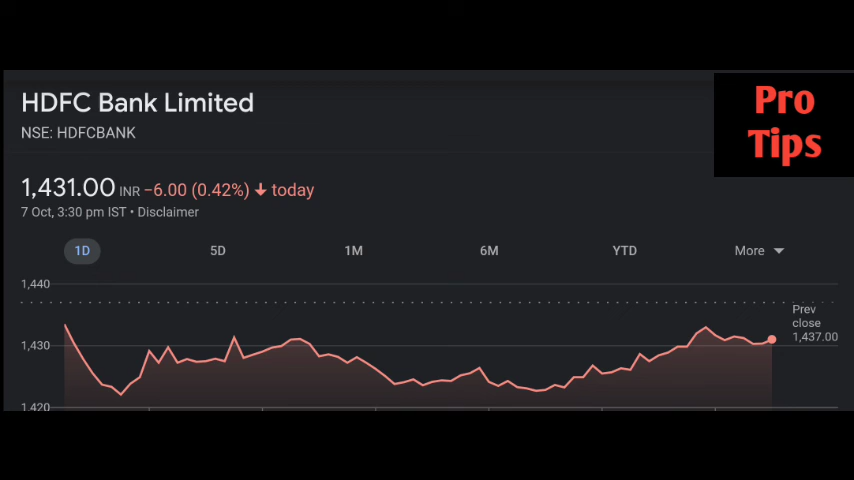 HDFC Bank Limited
NSE: HDFCBANK
Pro
Tips
1,431.00 INR −6.00 (0.42%) ↓ today
7 Oct, 3:30 pm IST • Disclaimer
1D 5D 1M 6M YTD More
1,440
Prev
close
1,437.00
1,430
1,420